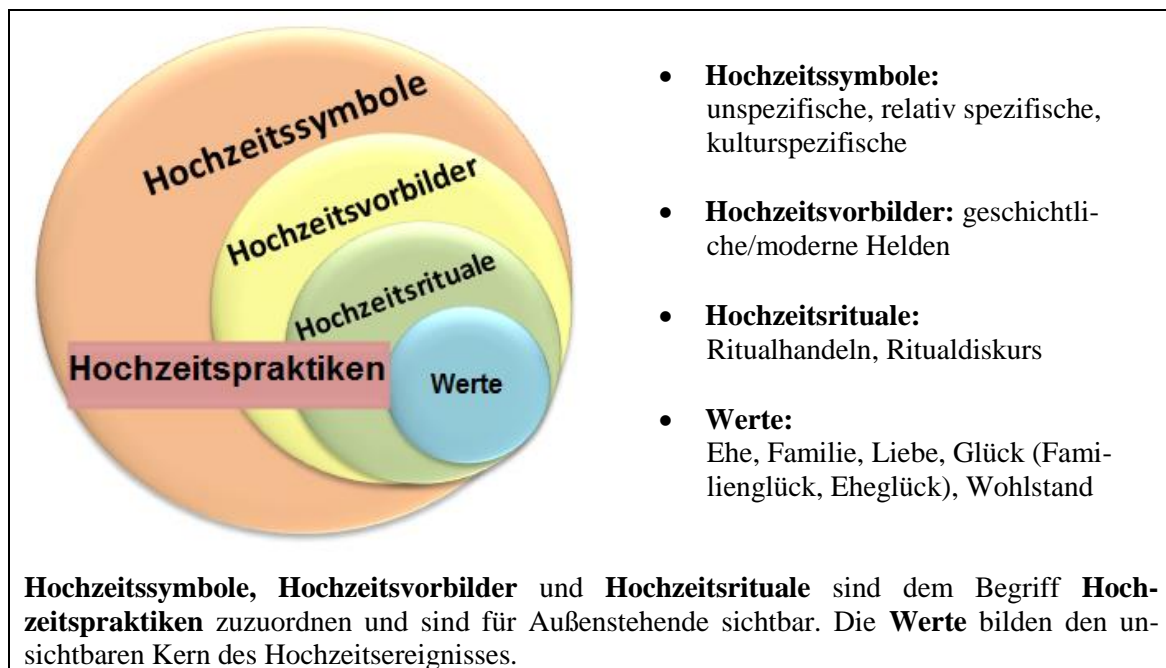 Hochzeitssymbole
Hochzeitsvorbilder
Hochzeitsrituale
Hochzeitspraktiken
Werte
• Hochzeitssymbole:
unspezifische, relativ spezifische,
kulturspezifische
• Hochzeitsvorbilder: geschichtli-
che/moderne Helden
• Hochzeitsrituale:
Ritualhandeln, Ritualdiskurs
• Werte:
Ehe, Familie, Liebe, Glück (Fami-
lienglück, Eheglück), Wohlstand
Hochzeitssymbole, Hochzeitsvorbilder und Hochzeitsrituale sind dem Begriff Hoch-
zeitspraktiken zuzuordnen und sind für Außenstehende sichtbar. Die Werte bilden den un-
sichtbaren Kern des Hochzeitsereignisses.